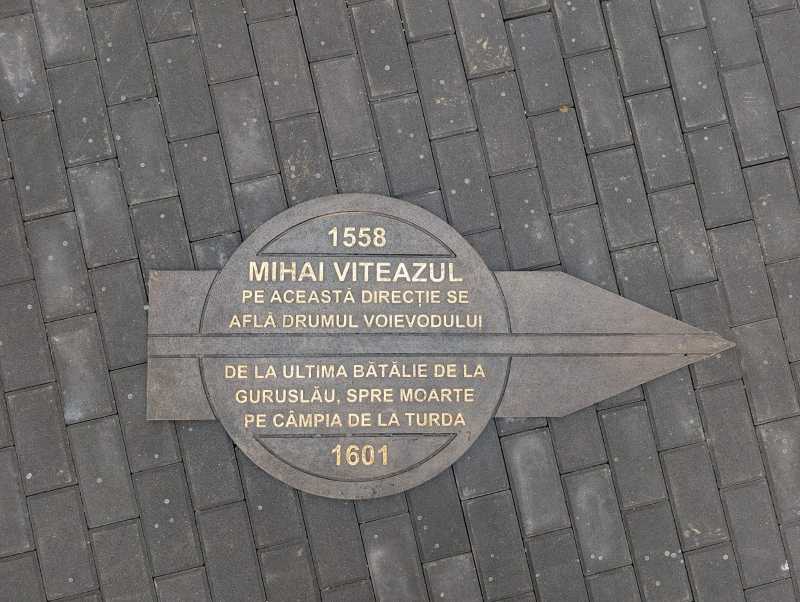 1558
MIHAI VITEAZUL
PE ACEASTĂ DIRECȚIE SE
AFLĂ DRUMUL VOIEVODULUI
DE LA ULTIMA BĂTĂLIE DE LA
GURUSLĂU, SPRE MOARTE
PE CÂMPIA DE LA TURDA
1601